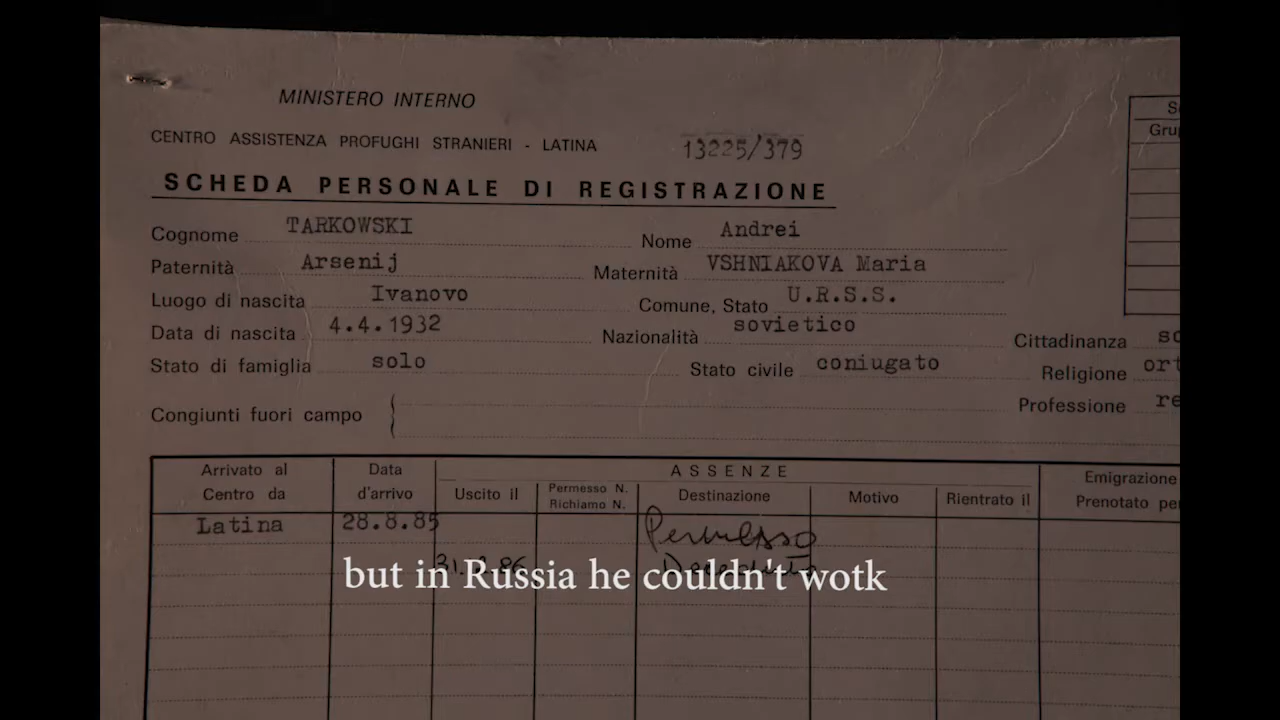 MINISTERO INTERNO
CENTRO ASSISTENZA PROFUGHI STRANIERI - LATINA 13225/379
SCHEDA PERSONALE DI REGISTRAZIONE
Cognome TARKOWSKI Nome Andrei
Paternità Arsenij Maternità VSHNIAKOVA Maria
Luogo di nascita Ivanovo Comune, Stato U.R.S.S.
Data di nascita 4.4.1932 Nazionalità sovietico Cittadinanza
Stato di famiglia solo Stato civile coniugato Religione
Congiunti fuori campo Professione
Arrivato al Centro da Data d'arrivo ASSENZE Emigrazione
Uscito il Permesso N. Richiamo N. Destinazione Motivo Rientrato il Prenotato
Latina 28.8.85 Permesso
but in Russia he couldn't wotk